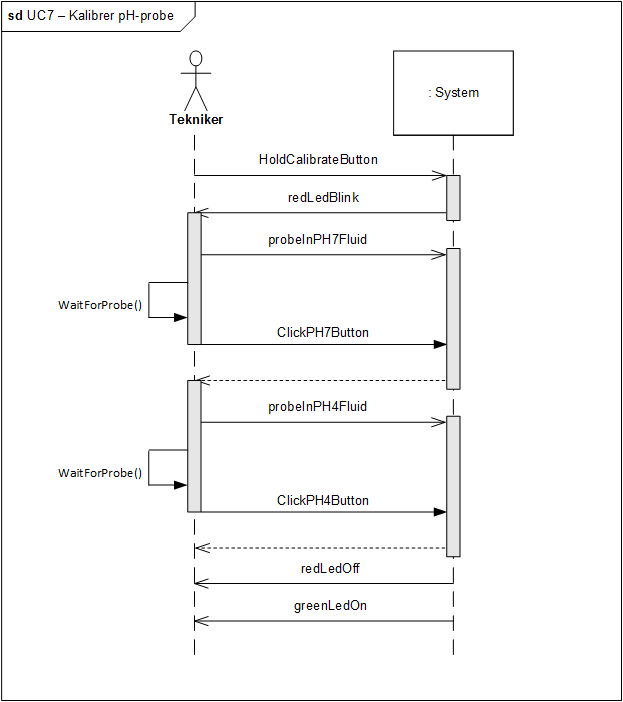 sd UC7 – Kalibrer pH-probe
Tekniker
: System
HoldCalibrateButton
redLedBlink
probeInPH7Fluid
WaitForProbe()
ClickPH7Button
probeInPH4Fluid
WaitForProbe()
ClickPH4Button
redLedOff
greenLedOn